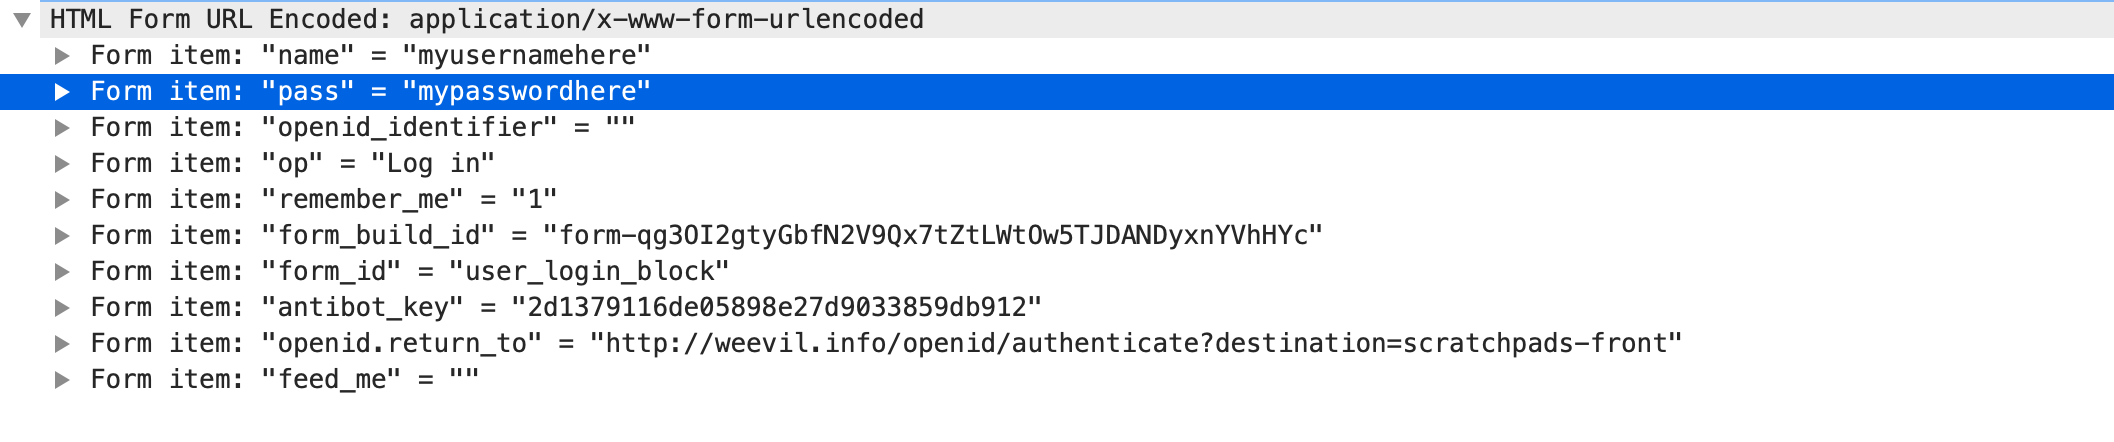 HTML Form URL Encoded: application/x-www-form-urlencoded
Form item: "name" = "myusernamehere"
Form item: "pass" = "mypasswordhere"
Form item: "openid_identifier" = ""
Form item: "op" = "Log in"
Form item: "remember_me" = "1"
Form item: "form_build_id" = "form-qg3OI2gtyGbfN2V9Qx7tZtLWtOw5TJDANDyxnYVhHYc"
Form item: "form_id" = "user_login_block"
Form item: "antibot_key" = "2d1379116de05898e27d9033859db912"
Form item: "openid.return_to" = "http://weevil.info/openid/authenticate?destination=scratchpads-front"
Form item: "feed_me" = ""